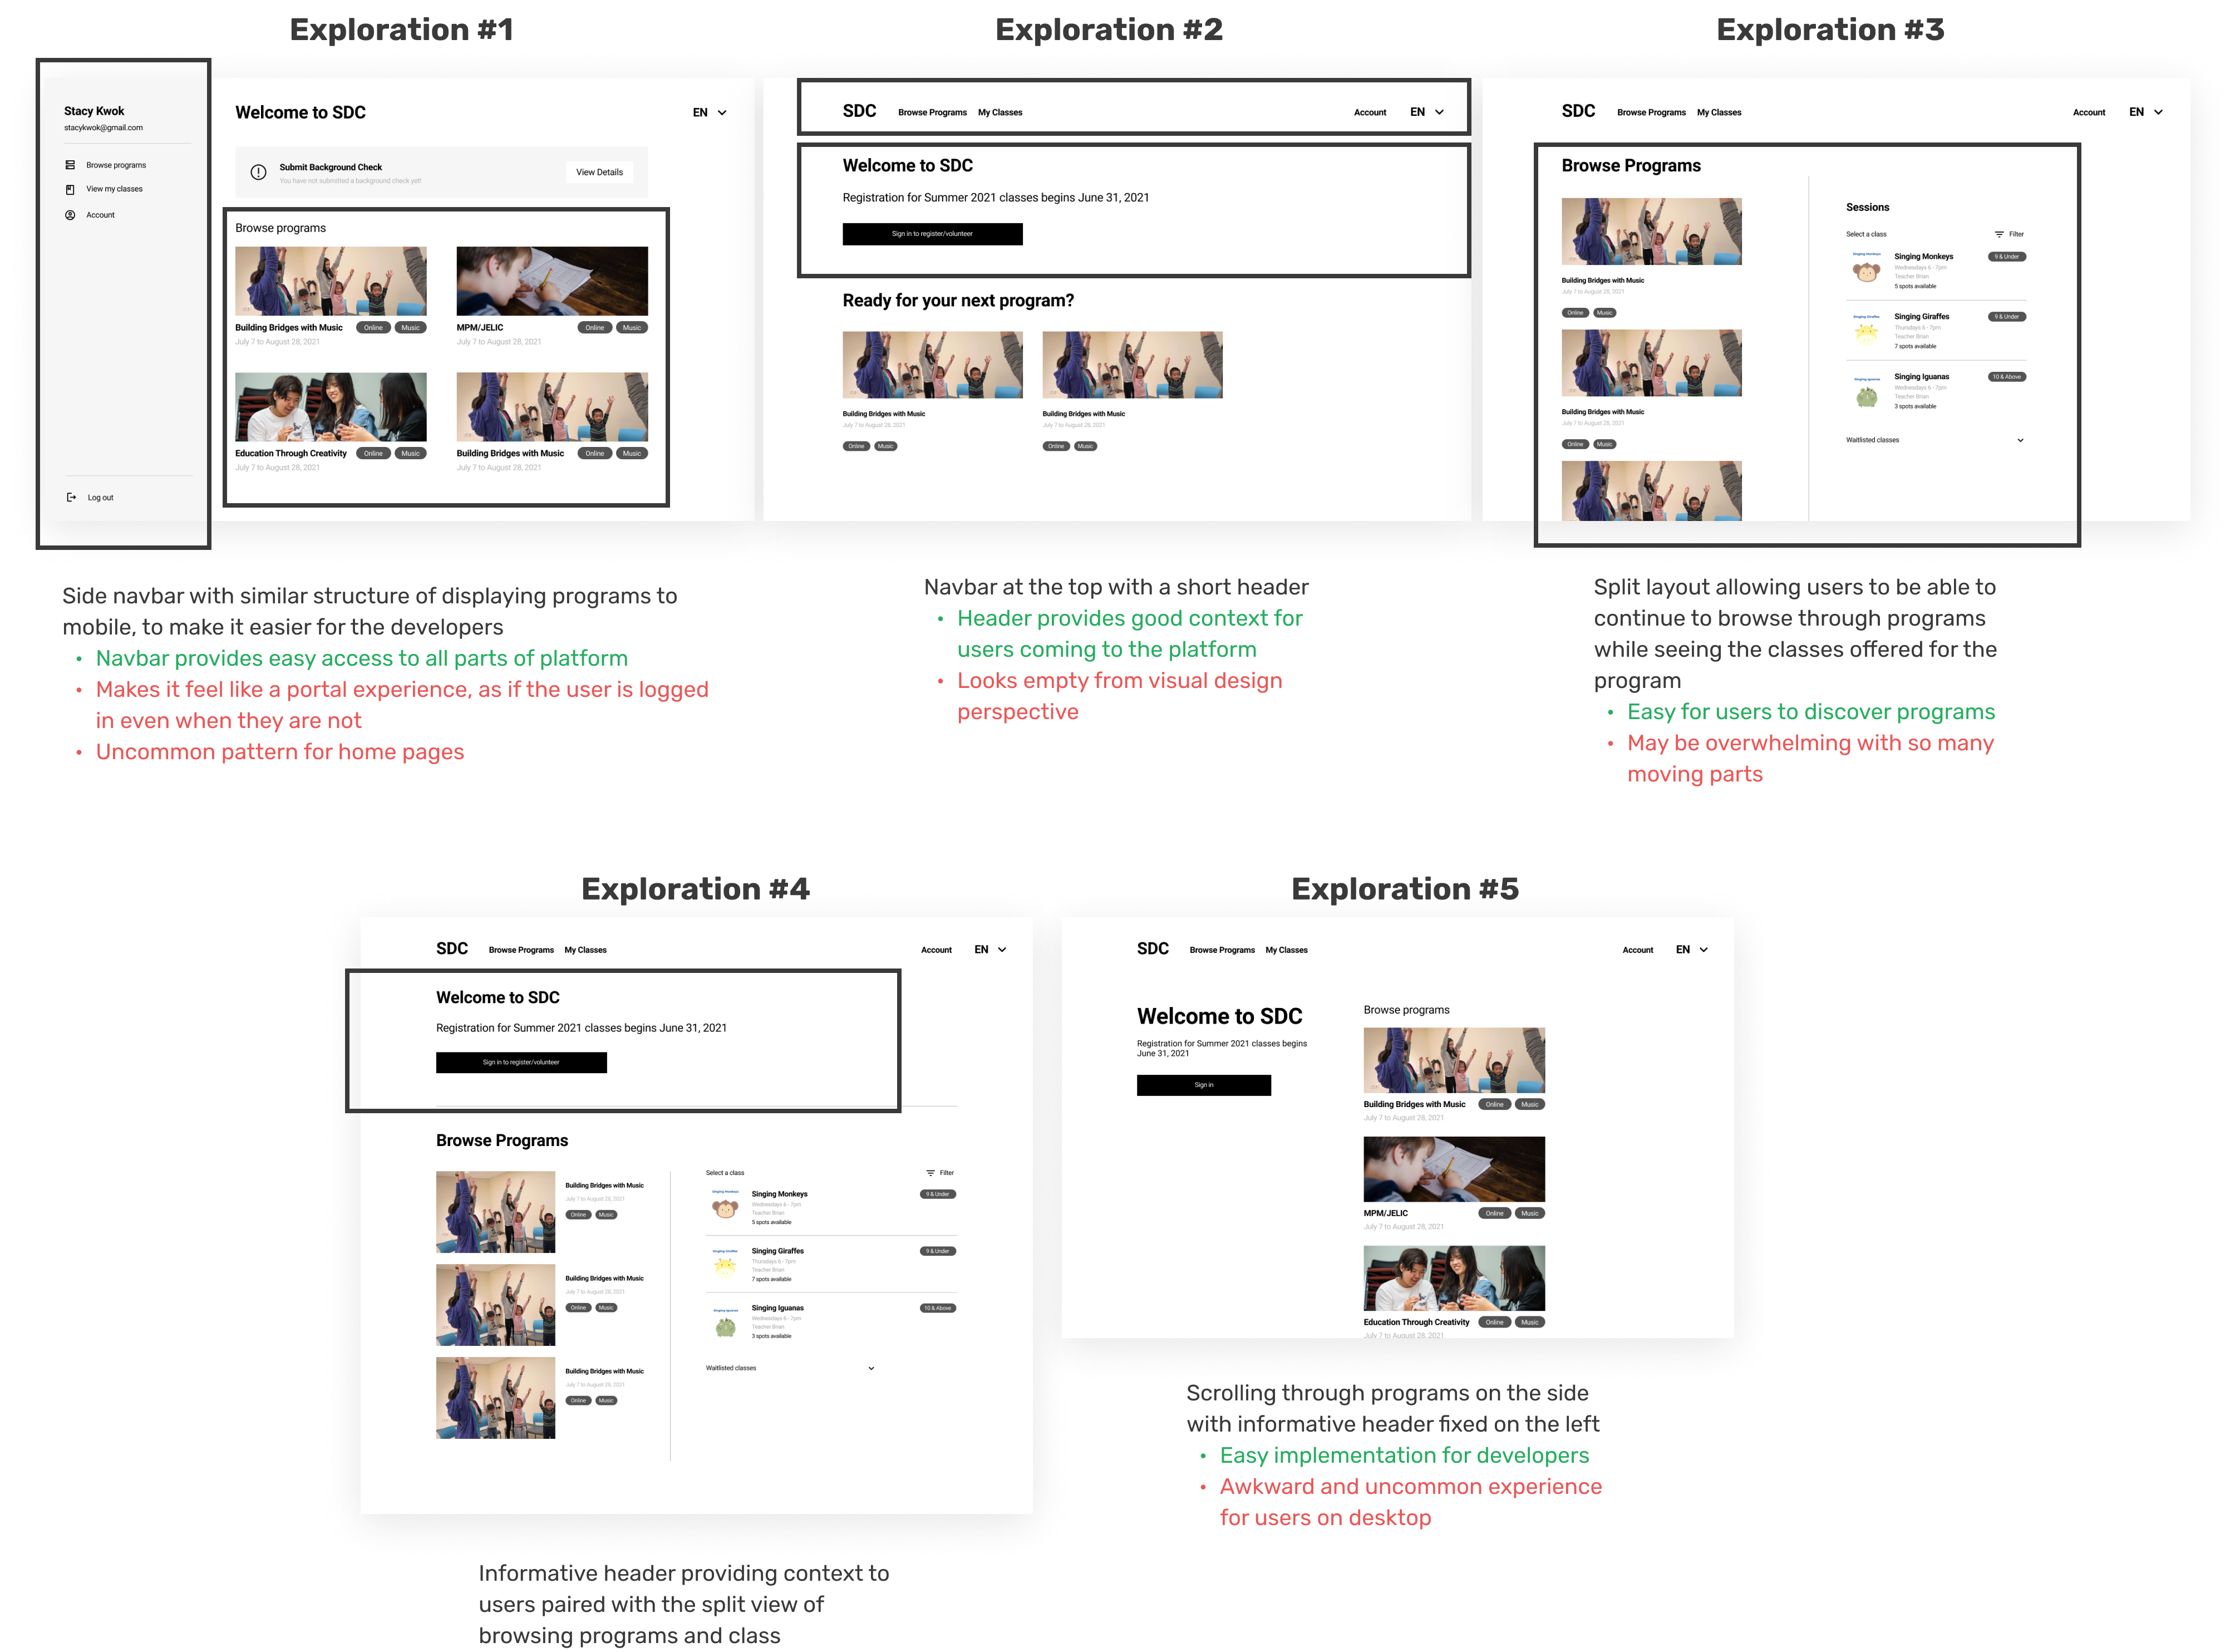 Exploration #1
Stacy Kwok
stacykwok@gmail.com
Browse programs
View my classes
Account
Log out
Welcome to SDC
EN
Submit Background Check
You have not submitted a background check yet!
View Details
Browse programs
Building Bridges with Music
Online
Music
July 7 to August 28, 2021
MPM/JELIC
Online
Music
July 7 to August 28, 2021
Education Through Creativity
Online
Music
July 7 to August 28, 2021
Building Bridges with Music
Online
Music
July 7 to August 28, 2021
Side navbar with similar structure of displaying programs to
mobile, to make it easier for the developers
• Navbar provides easy access to all parts of platform
• Makes it feel like a portal experience, as if the user is logged
in even when they are not
• Uncommon pattern for home pages
Exploration #2
SDC
Browse Programs
My Classes
Account
EN
Welcome to SDC
Registration for Summer 2021 classes begins June 31, 2021
Sign in to register/volunteer
Ready for your next program?
Building Bridges with Music
July 7 to August 28, 2021
Online
Music
Building Bridges with Music
July 7 to August 28, 2021
Online
Music
Navbar at the top with a short header
• Header provides good context for
users coming to the platform
• Looks empty from visual design
perspective
Exploration #3
SDC
Browse Programs
My Classes
Account
EN
Browse Programs
Building Bridges with Music
July 7 to August 28, 2021
Online
Music
Building Bridges with Music
July 7 to August 28, 2021
Online
Music
Sessions
Select a class
Filter
Singing Monkeys
Singing Monkeys
9 & Under
Wednesdays 6 - 7pm
Teacher Brian
5 spots available
Singing Giraffes
Singing Giraffes
9 & Under
Thursdays 6 - 7pm
Teacher Brian
7 spots available
Singing Iguanas
Singing Iguanas
10 & Above
Wednesdays 6 - 7pm
Teacher Brian
3 spots available
Waitlisted classes
Split layout allowing users to be able to
continue to browse through programs
while seeing the classes offered for the
program
• Easy for users to discover programs
• May be overwhelming with so many
moving parts
Exploration #4
SDC
Browse Programs
My Classes
Account
EN
Welcome to SDC
Registration for Summer 2021 classes begins June 31, 2021
Sign in to register/volunteer
Browse Programs
Building Bridges with Music
July 7 to August 28, 2021
Online
Music
Building Bridges with Music
July 7 to August 28, 2021
Online
Music
Building Bridges with Music
July 7 to August 28, 2021
Online
Music
Select a class
Filter
Singing Monkeys
Singing Monkeys
9 & Under
Wednesdays 6 - 7pm
Teacher Brian
5 spots available
Singing Giraffes
Singing Giraffes
9 & Under
Thursdays 6 - 7pm
Teacher Brian
7 spots available
Singing Iguanas
Singing Iguanas
10 & Above
Wednesdays 6 - 7pm
Teacher Brian
3 spots available
Waitlisted classes
Informative header providing context to
users paired with the split view of
browsing programs and class
Exploration #5
SDC
Browse Programs
My Classes
Account
EN
Welcome to SDC
Registration for Summer 2021 classes begins
June 31, 2021
Sign in
Browse programs
Building Bridges with Music
Online
Music
July 7 to August 28, 2021
MPM/JELIC
Online
Music
July 7 to August 28, 2021
Education Through Creativity
Online
Music
July 7 to August 28, 2021
Scrolling through programs on the side
with informative header fixed on the left
• Easy implementation for developers
• Awkward and uncommon experience
for users on desktop